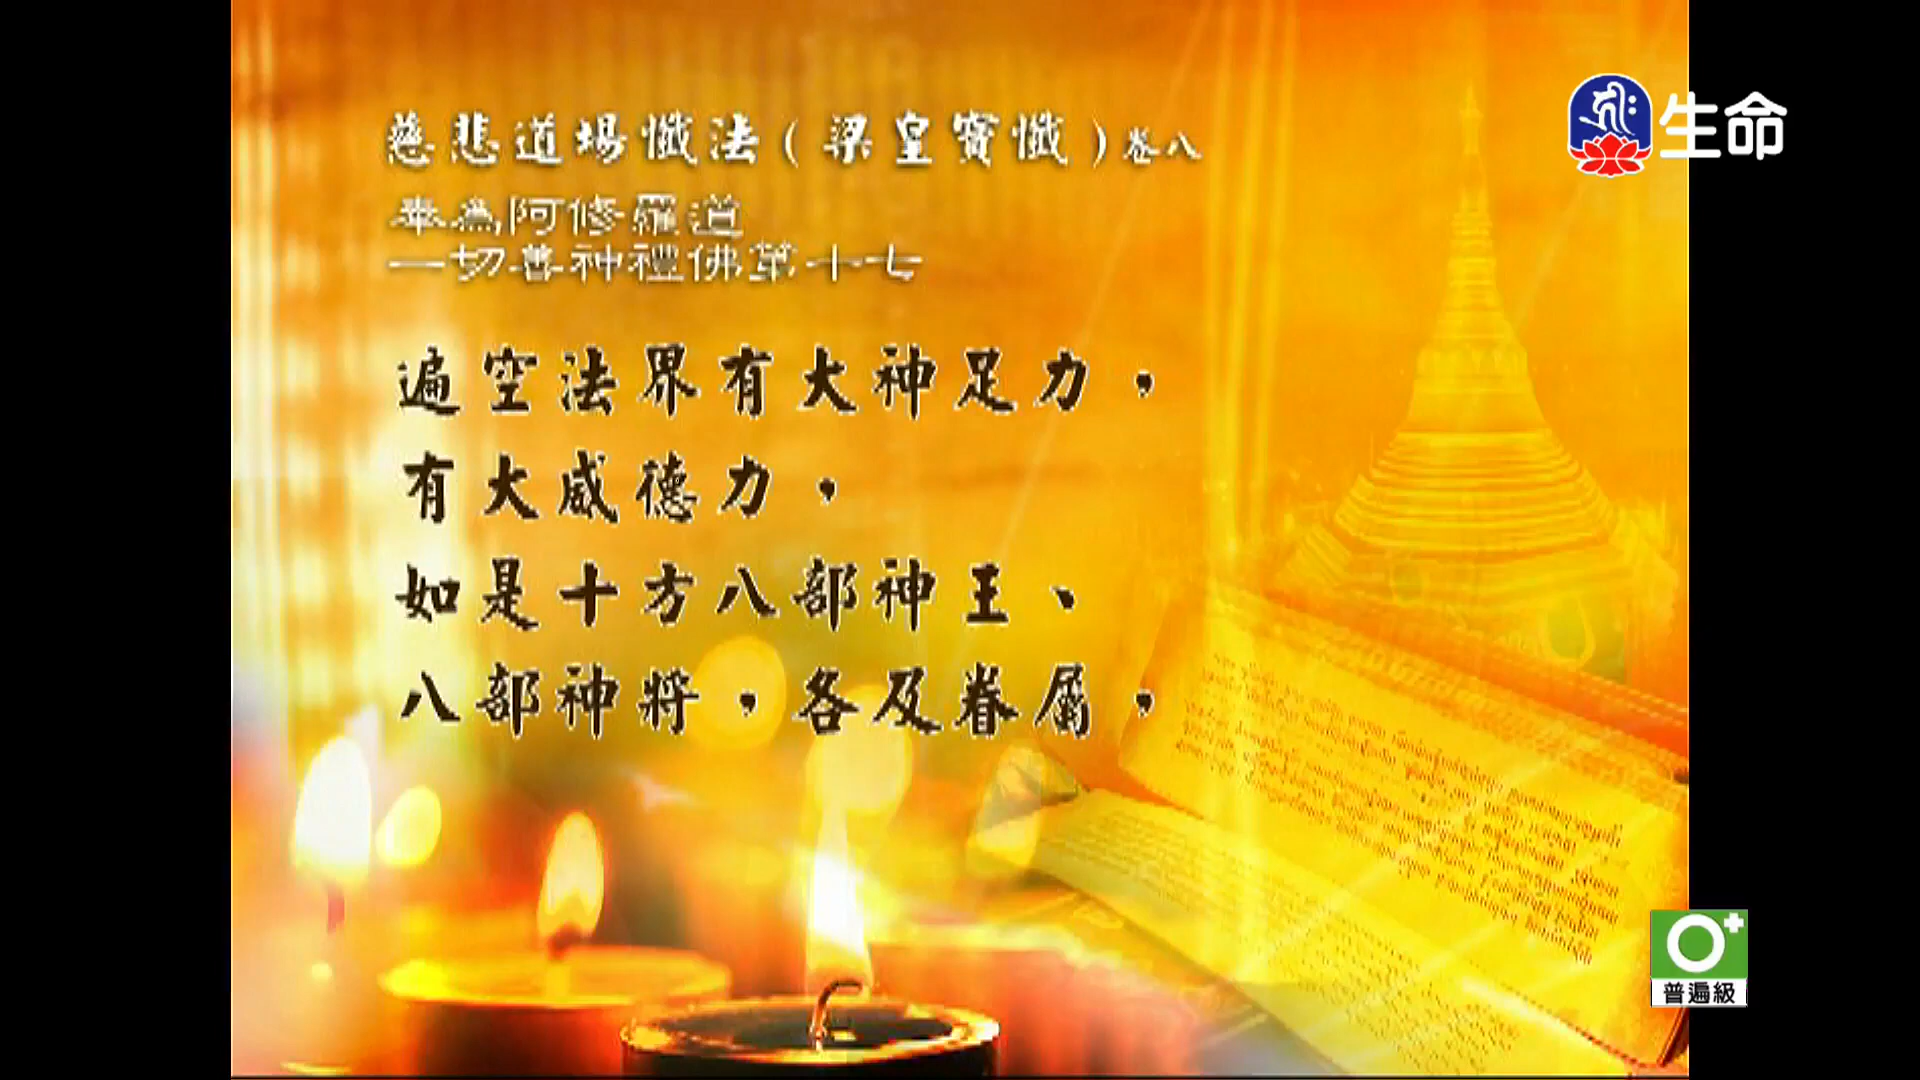 慈悲道場懺法(梁皇寶懺)卷八
奉為阿修羅道
一切善神禮佛第十七
遍空法界有大神足力，
有大威德力，
如是十方八部神王、
八部神將，各及眷屬，
生命
普遍級